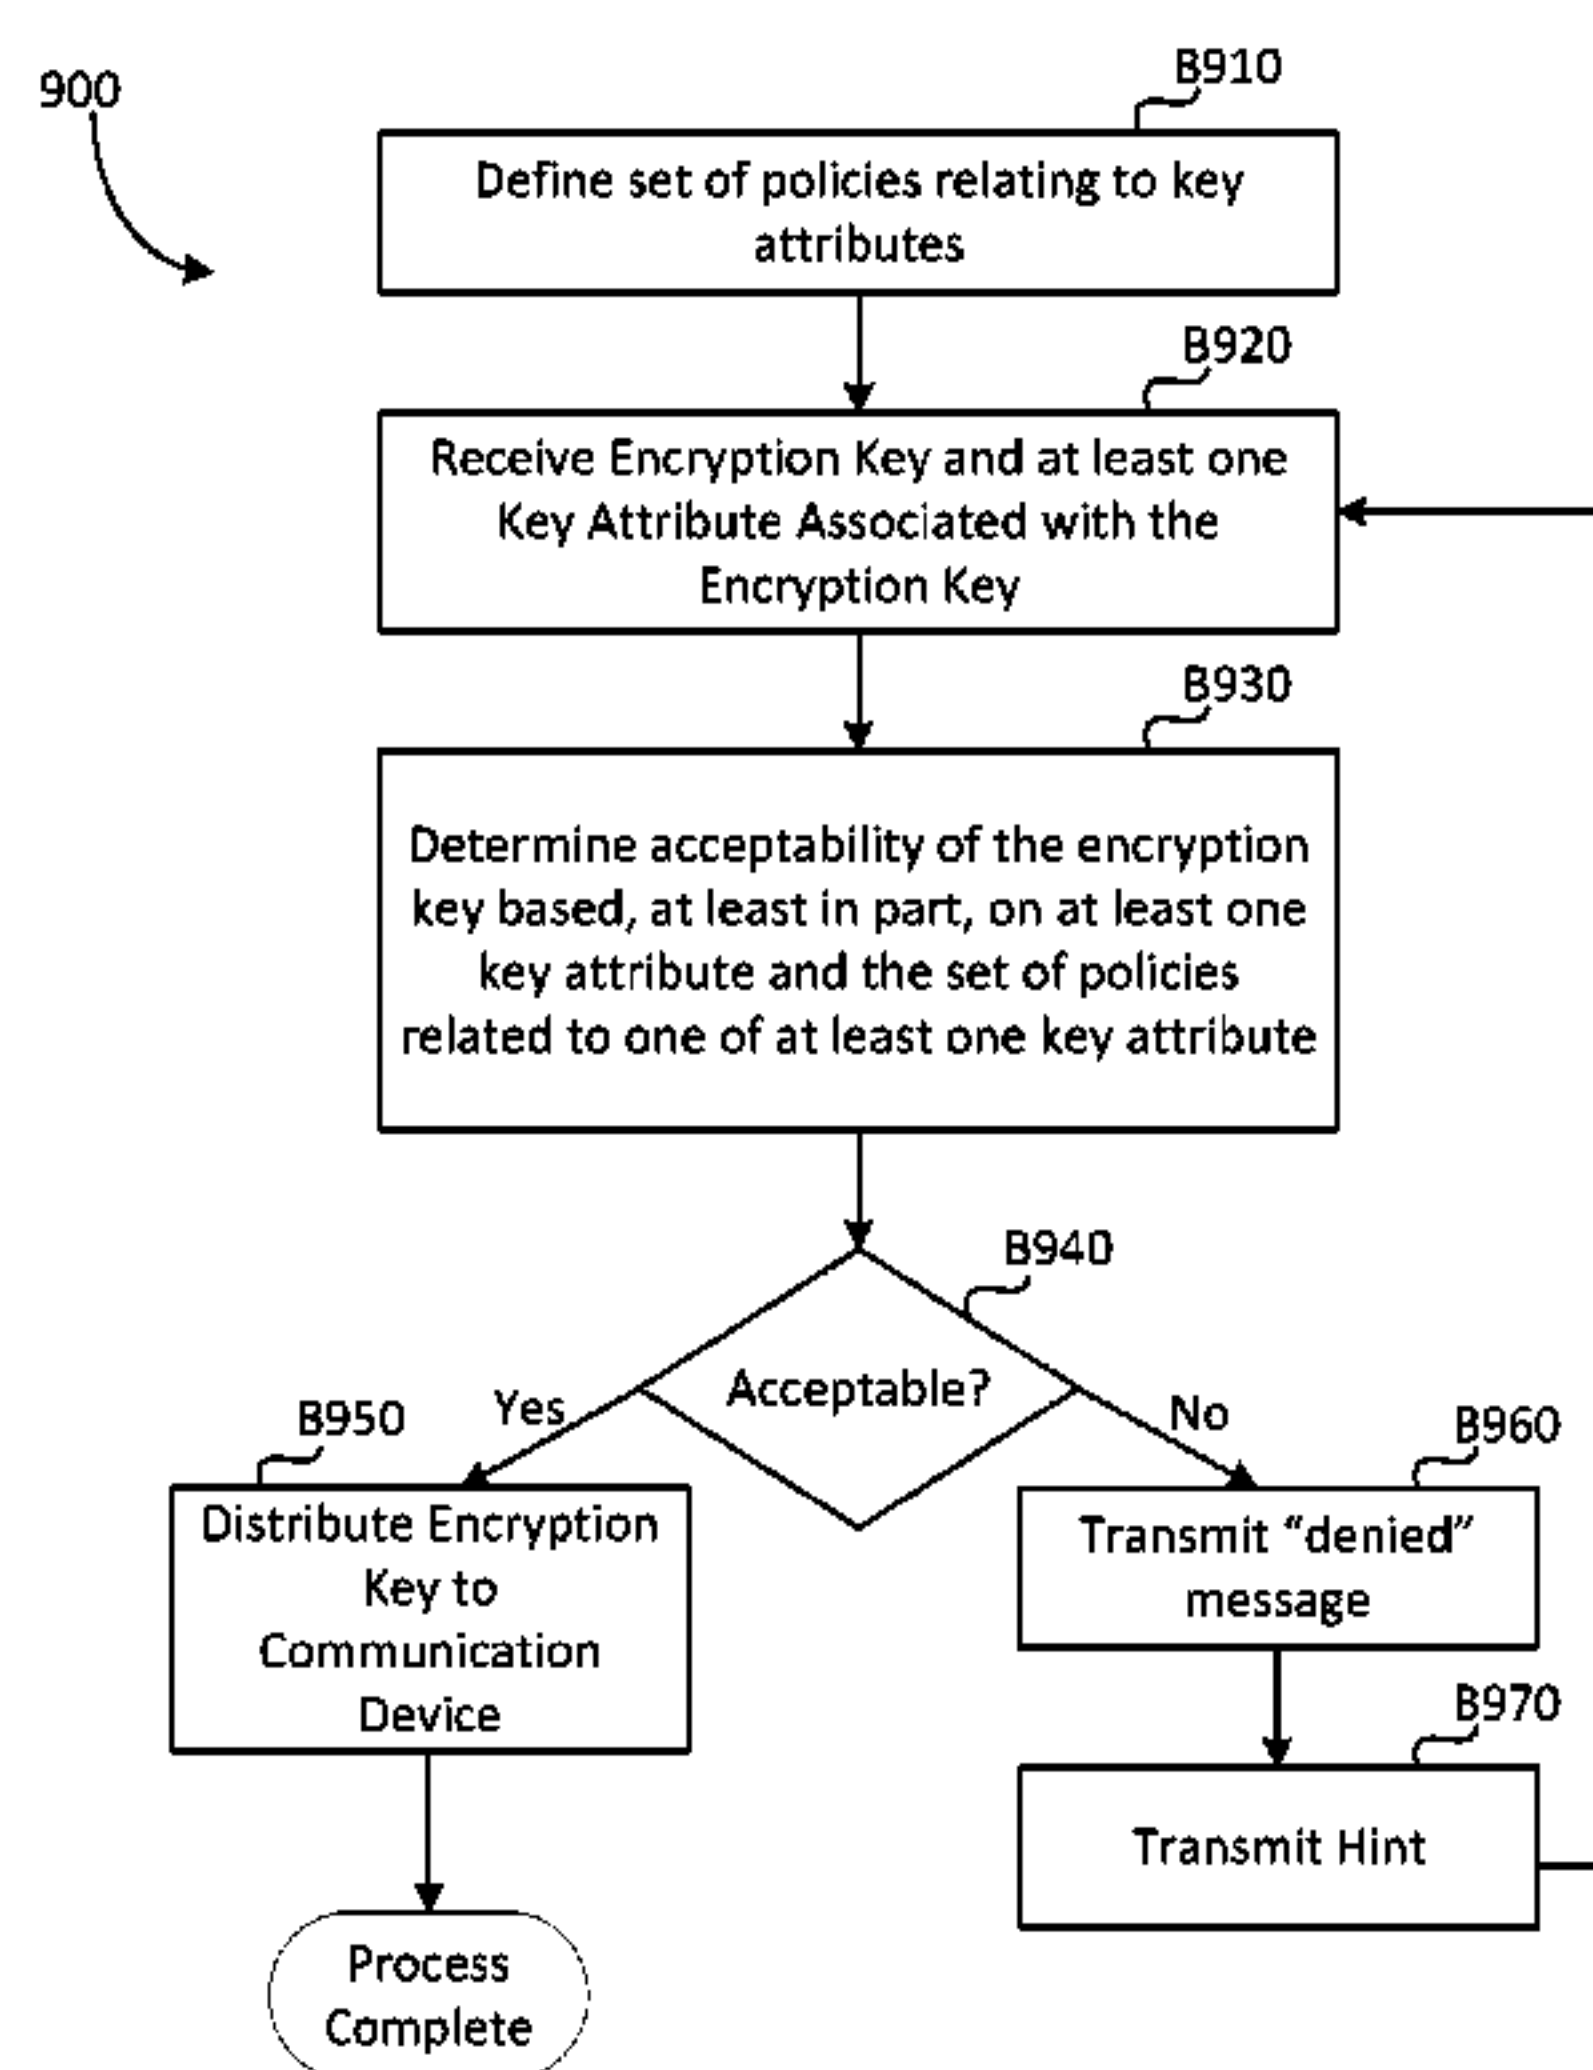 900
B910
Define set of policies relating to key
attributes
B920
Receive Encryption Key and at least one
Key Attribute Associated with the
Encryption Key
B930
Determine acceptability of the encryption
key based, at least in part, on at least one
key attribute and the set of policies
related to one of at least one key attribute
B940
Acceptable?
Yes
No
B950
Distribute Encryption
Key to
Communication
Device
B960
Transmit “denied”
message
B970
Transmit Hint
Process
Complete